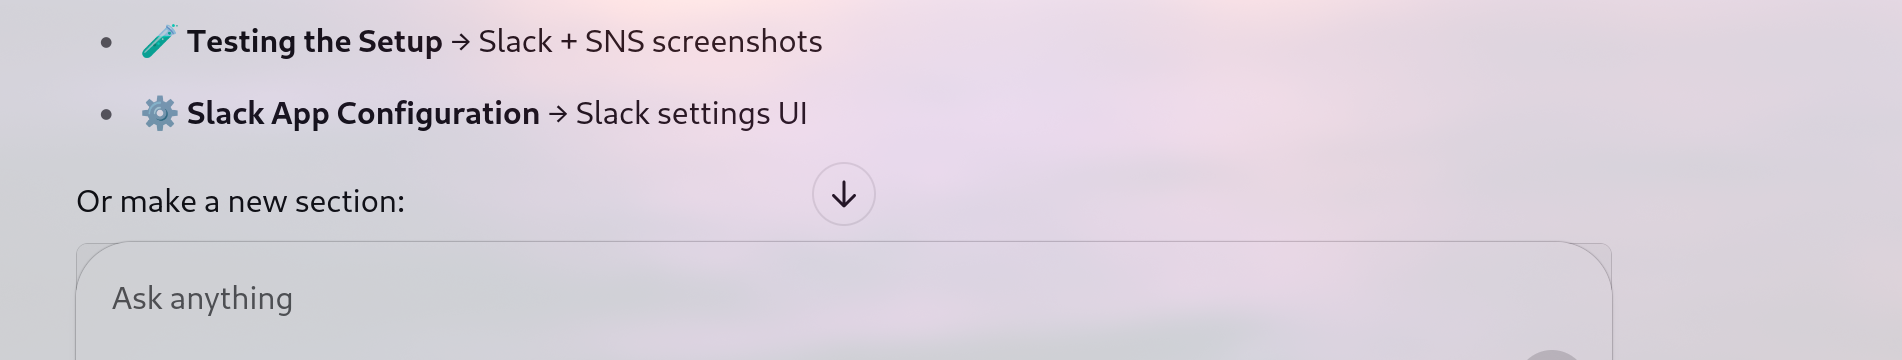 🧪 Testing the Setup → Slack + SNS screenshots
⚙️ Slack App Configuration → Slack settings UI
Or make a new section:
Ask anything